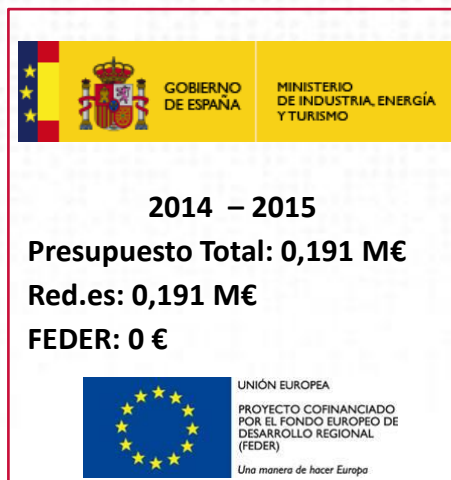 GOBIERNO
DE ESPAÑA
MINISTERIO
DE INDUSTRIA, ENERGÍA
Y TURISMO
2014 – 2015
Presupuesto Total: 0,191 M€
Red.es: 0,191 M€
FEDER: 0 €
UNIÓN EUROPEA
PROYECTO COFINANCIADO
POR EL FONDO EUROPEO DE
DESARROLLO REGIONAL
(FEDER)
Una manera de hacer Europa